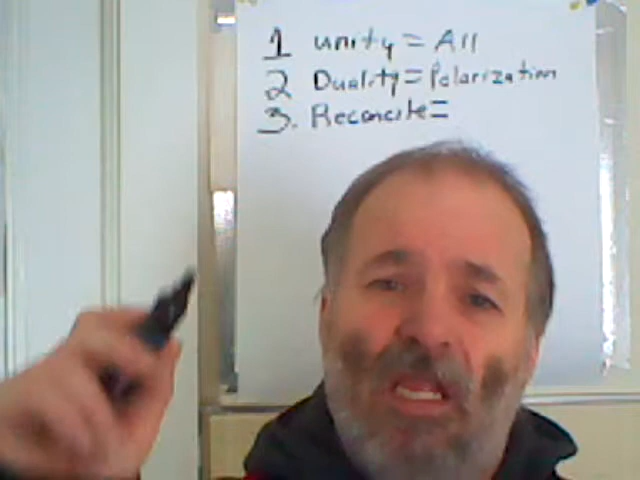 1 unity = All
2 Duality = Polarization
3. Reconcile =